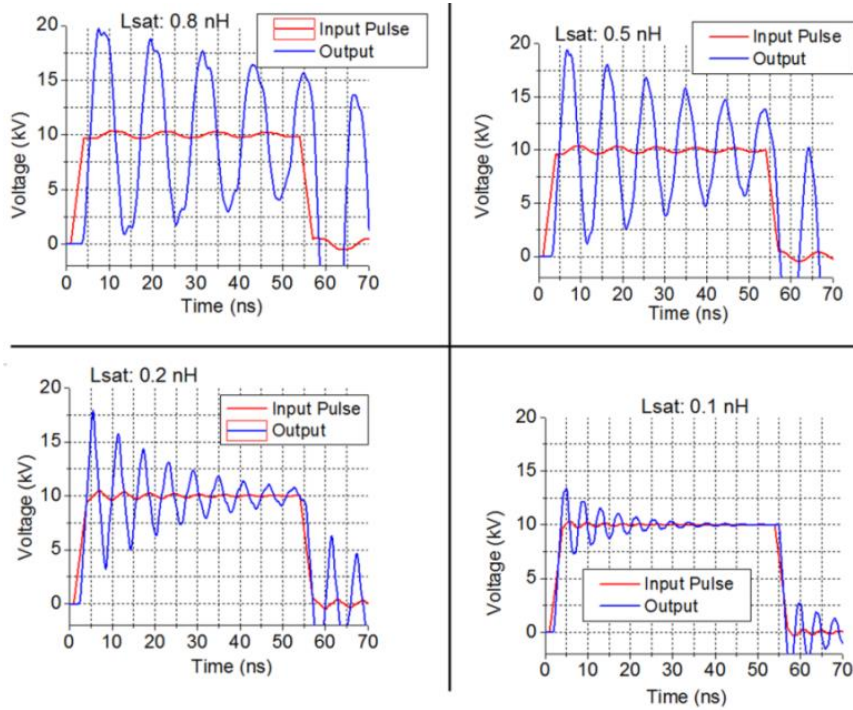 Lsat: 0.8 nH
Input Pulse
Output
20
15
10
5
0
Voltage (kV)
0 10 20 30 40 50 60 70
Time (ns)
Lsat: 0.5 nH
Input Pulse
Output
20
15
10
5
0
Voltage (kV)
0 10 20 30 40 50 60 70
Time (ns)
Lsat: 0.2 nH
Input Pulse
Output
20
15
10
5
0
Voltage (kV)
0 10 20 30 40 50 60 70
Time (ns)
Lsat: 0.1 nH
20
15
10
5
0
Voltage (kV)
Input Pulse
Output
0 10 20 30 40 50 60 70
Time (ns)